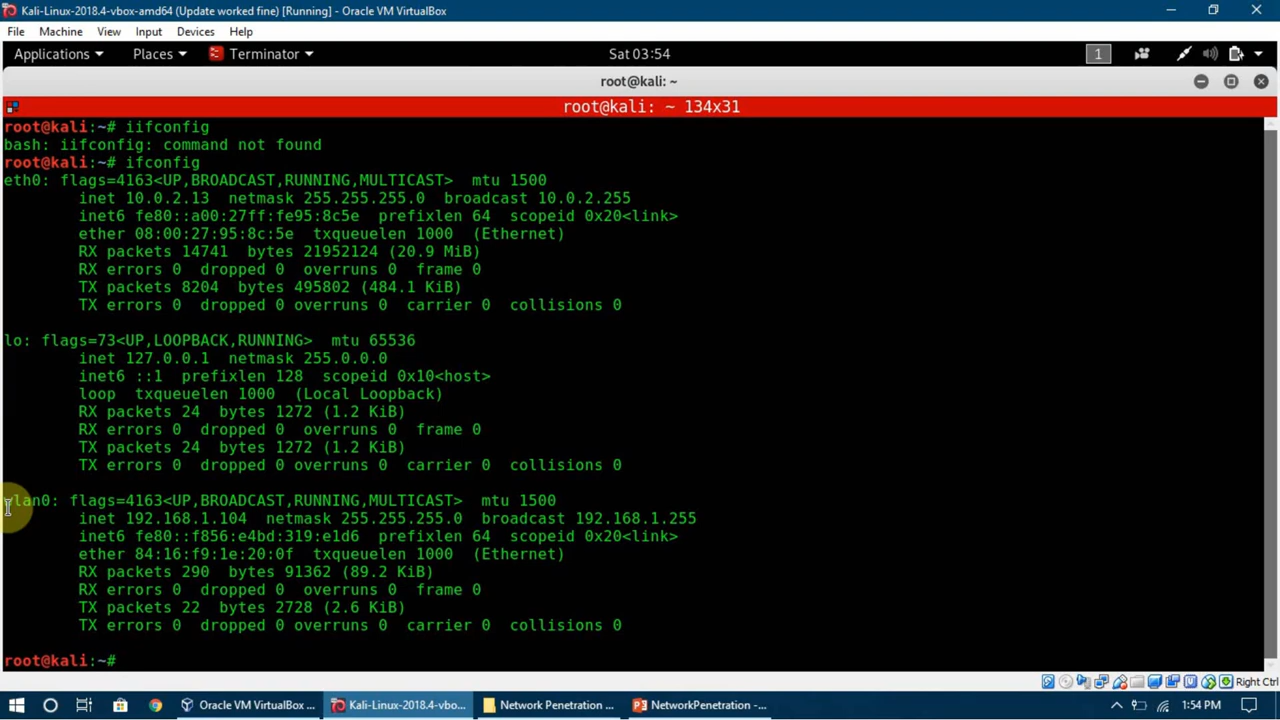 Kali-Linux-2018.4-vbox-amd64 (Update worked fine) [Running] - Oracle VM VirtualBox
File Machine View Input Devices Help
Applications Places Terminator Sat 03:54 1
root@kali: ~
root@kali: ~ 134x31
root@kali:~# iifconfig
bash: iifconfig: command not found
root@kali:~# ifconfig
eth0: flags=4163<UP,BROADCAST,RUNNING,MULTICAST> mtu 1500
inet 10.0.2.13 netmask 255.255.255.0 broadcast 10.0.2.255
inet6 fe80::a00:27ff:fe95:8c5e prefixlen 64 scopeid 0x20<link>
ether 08:00:27:95:8c:5e txqueuelen 1000 (Ethernet)
RX packets 14741 bytes 21952124 (20.9 MiB)
RX errors 0 dropped 0 overruns 0 frame 0
TX packets 8204 bytes 495802 (484.1 KiB)
TX errors 0 dropped 0 overruns 0 carrier 0 collisions 0
lo: flags=73<UP,LOOPBACK,RUNNING> mtu 65536
inet 127.0.0.1 netmask 255.0.0.0
inet6 ::1 prefixlen 128 scopeid 0x10<host>
loop txqueuelen 1000 (Local Loopback)
RX packets 24 bytes 1272 (1.2 KiB)
RX errors 0 dropped 0 overruns 0 frame 0
TX packets 24 bytes 1272 (1.2 KiB)
TX errors 0 dropped 0 overruns 0 carrier 0 collisions 0
wlan0: flags=4163<UP,BROADCAST,RUNNING,MULTICAST> mtu 1500
inet 192.168.1.104 netmask 255.255.255.0 broadcast 192.168.1.255
inet6 fe80::f856:e4bd:319:e1d6 prefixlen 64 scopeid 0x20<link>
ether 84:16:f9:1e:20:0f txqueuelen 1000 (Ethernet)
RX packets 290 bytes 91362 (89.2 KiB)
RX errors 0 dropped 0 overruns 0 frame 0
TX packets 22 bytes 2728 (2.6 KiB)
TX errors 0 dropped 0 overruns 0 carrier 0 collisions 0
root@kali:~#
Right Ctrl
Oracle VM VirtualBox ... Kali-Linux-2018.4-vbo... Network Penetration ... NetworkPenetration -... 1:54 PM